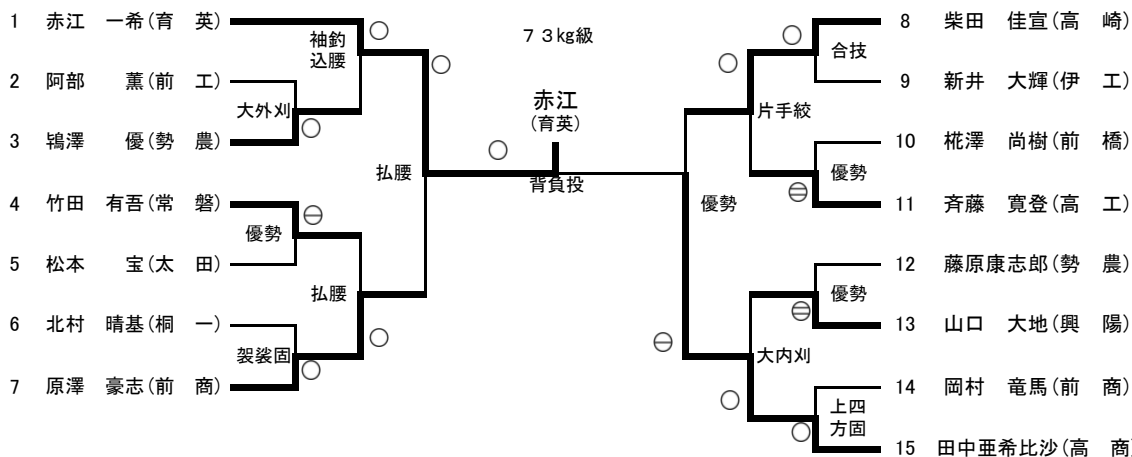 ７３kg級
赤江
(育英)
背負投
1 赤江 一希(育 英)
2 阿部 薫(前 工)
3 鴇澤 優(勢 農)
4 竹田 有吾(常 磐)
5 松本 宝(太 田)
6 北村 晴基(桐 一)
7 原澤 豪志(前 商)
袖釣
込腰
大外刈
払腰
優勢
払腰
袈裟固
8 柴田 佳宣(高 崎)
9 新井 大輝(伊 工)
10 椛澤 尚樹(前 橋)
11 斉藤 寛登(高 工)
12 藤原康志郎(勢 農)
13 山口 大地(興 陽)
14 岡村 竜馬(前 商)
15 田中亜希比沙(高 商)
合技
片手絞
優勢
優勢
優勢
大内刈
上四
方固